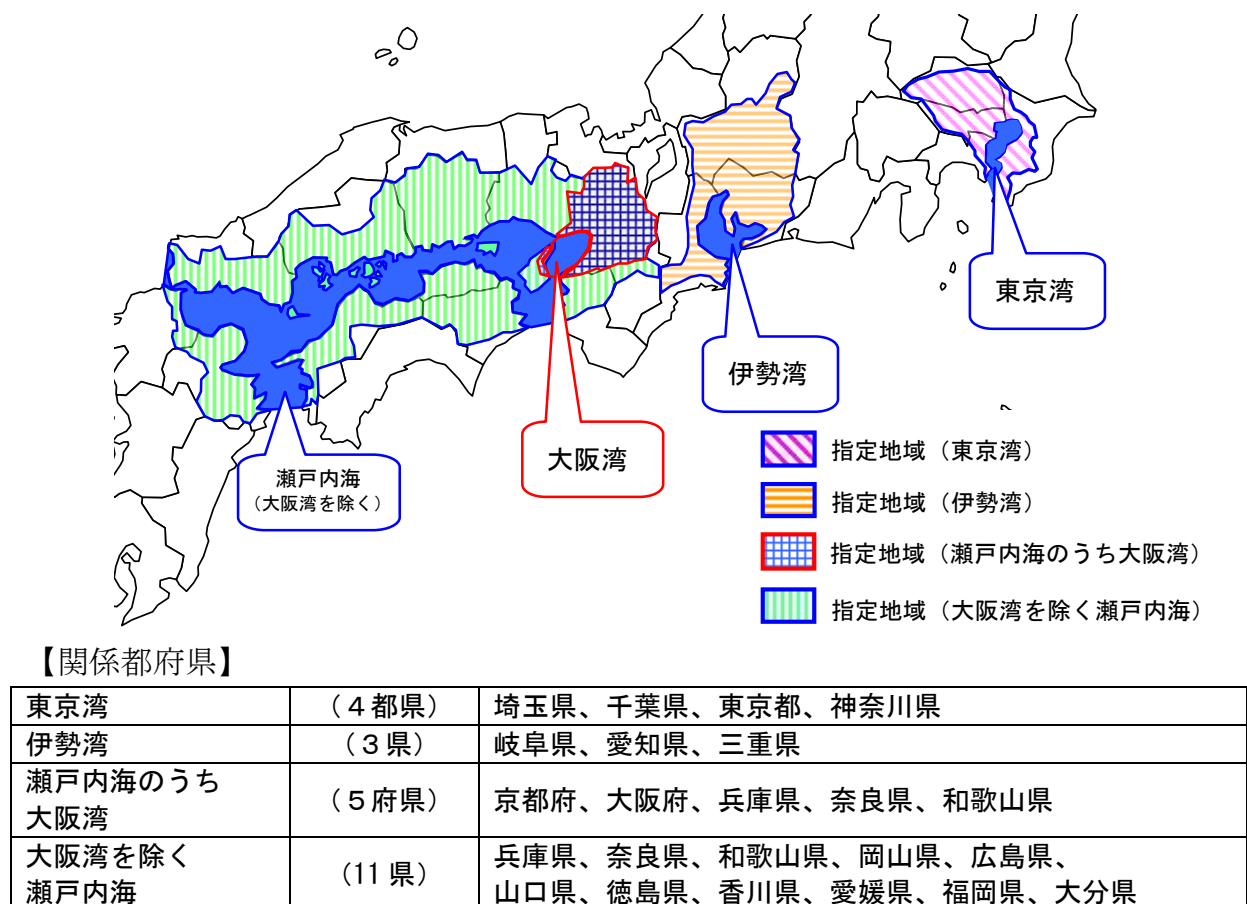 東京湾
伊勢湾
大阪湾
瀬戸内海
（大阪湾を除く）
指定地域（東京湾）
指定地域（伊勢湾）
指定地域（瀬戸内海のうち大阪湾）
指定地域（大阪湾を除く瀬戸内海）
【関係都府県】
東京湾 （４都県） 埼玉県、千葉県、東京都、神奈川県
伊勢湾 （３県） 岐阜県、愛知県、三重県
瀬戸内海のうち
大阪湾
（５府県） 京都府、大阪府、兵庫県、奈良県、和歌山県
大阪湾を除く
瀬戸内海
（11 県）
兵庫県、奈良県、和歌山県、岡山県、広島県、
山口県、徳島県、香川県、愛媛県、福岡県、大分県